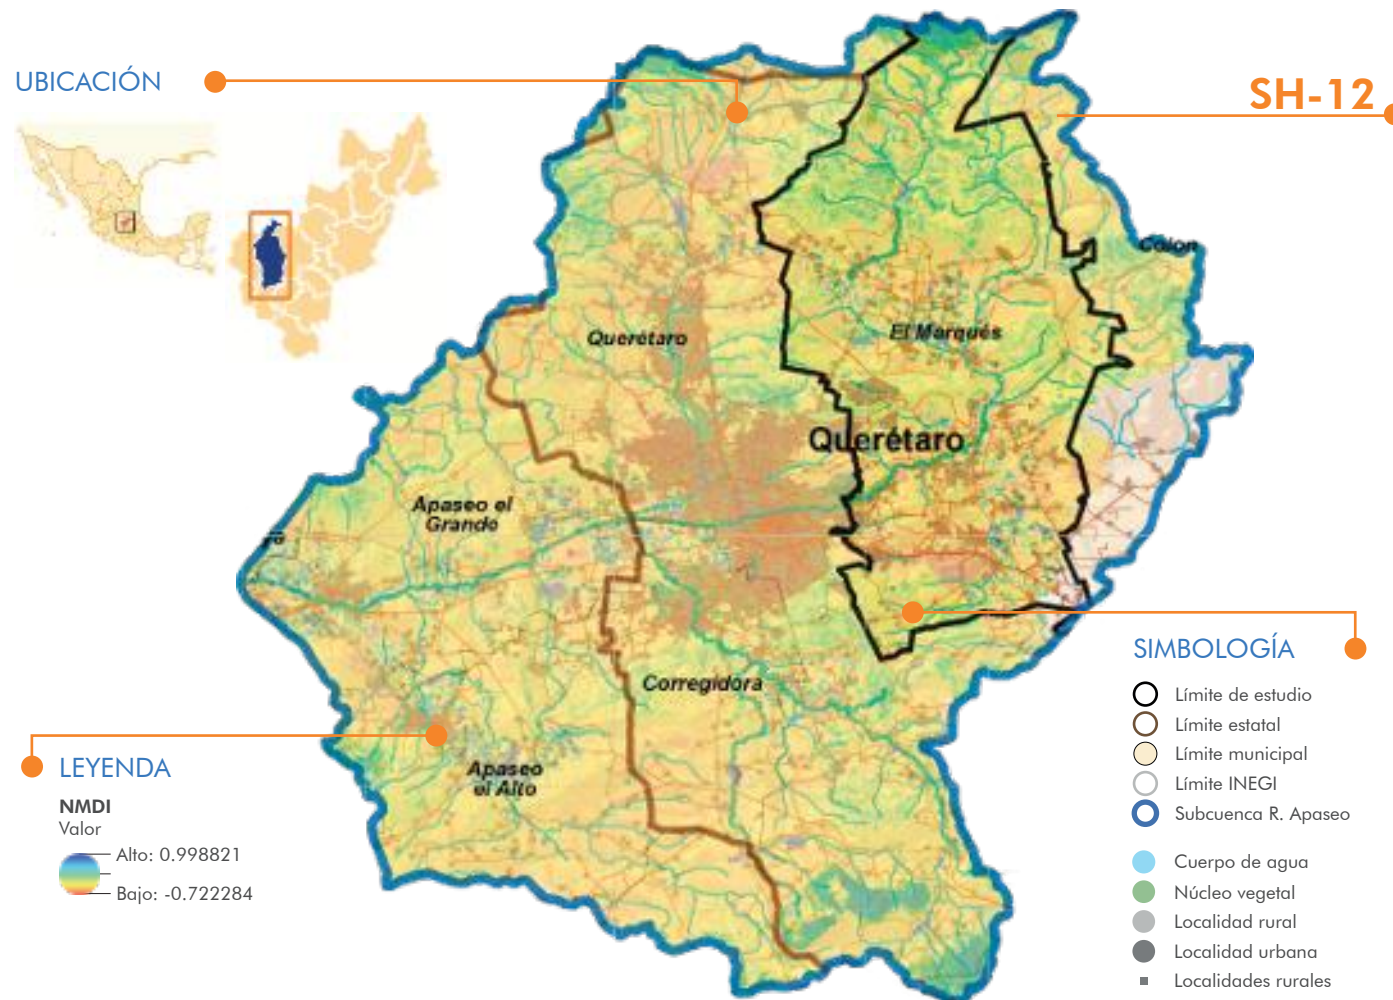 UBICACIÓN
SH-12
Colon
Querétaro
El Marqués
Querétaro
Apaseo el
Grande
Corregidora
Apaseo
el Alto
LEYENDA
NMDI
Valor
Alto: 0.998821
Bajo: -0.722284
SIMBOLOGÍA
Límite de estudio
Límite estatal
Límite municipal
Límite INEGI
Subcuenca R. Apaseo
Cuerpo de agua
Núcleo vegetal
Localidad rural
Localidad urbana
Localidades rurales